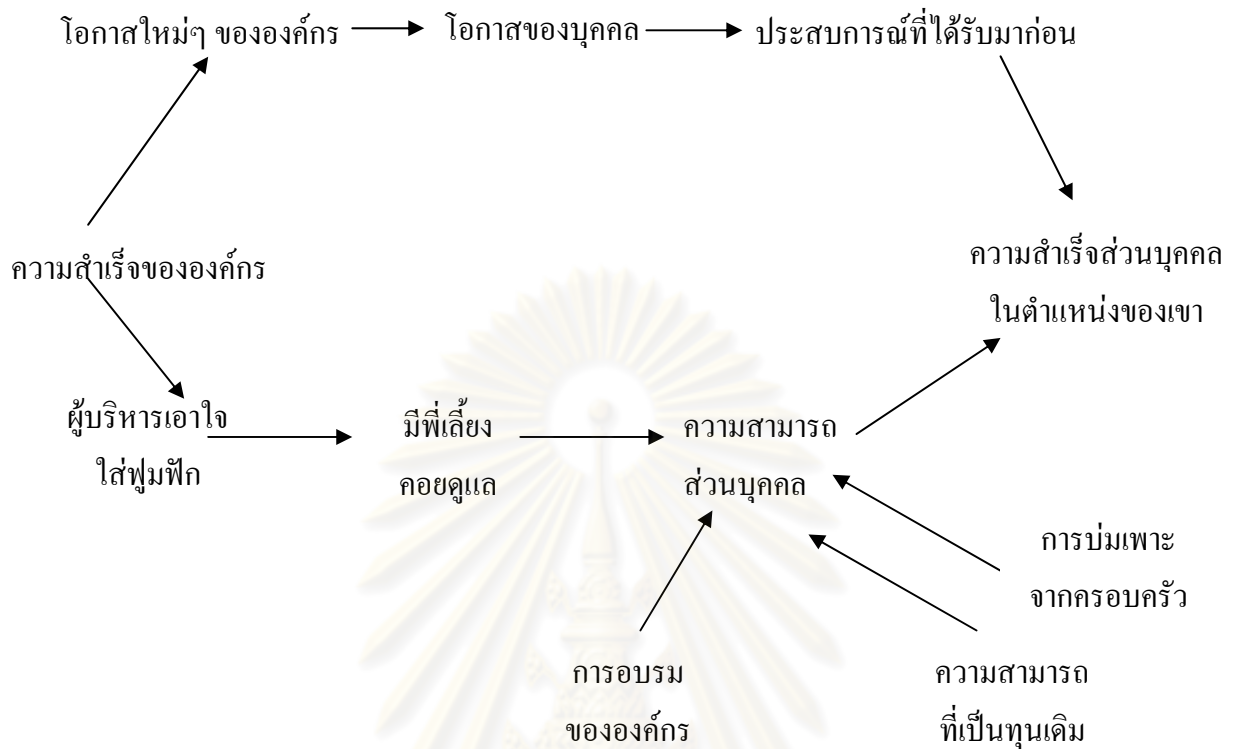 โอกาสใหม่ๆ ขององค์กร
โอกาสของบุคคล
ประสบการณ์ที่ได้รับมาก่อน
ความสำเร็จขององค์กร
ความสำเร็จส่วนบุคคล
ในตำแหน่งของเขา
ผู้บริหารเอาใจ
ใส่ฟูมฟัก
มีพี่เลี้ยง
คอยดูแล
ความสามารถ
ส่วนบุคคล
การบ่มเพาะ
จากครอบครัว
การอบรม
ขององค์กร
ความสามารถ
ที่เป็นทุนเดิม